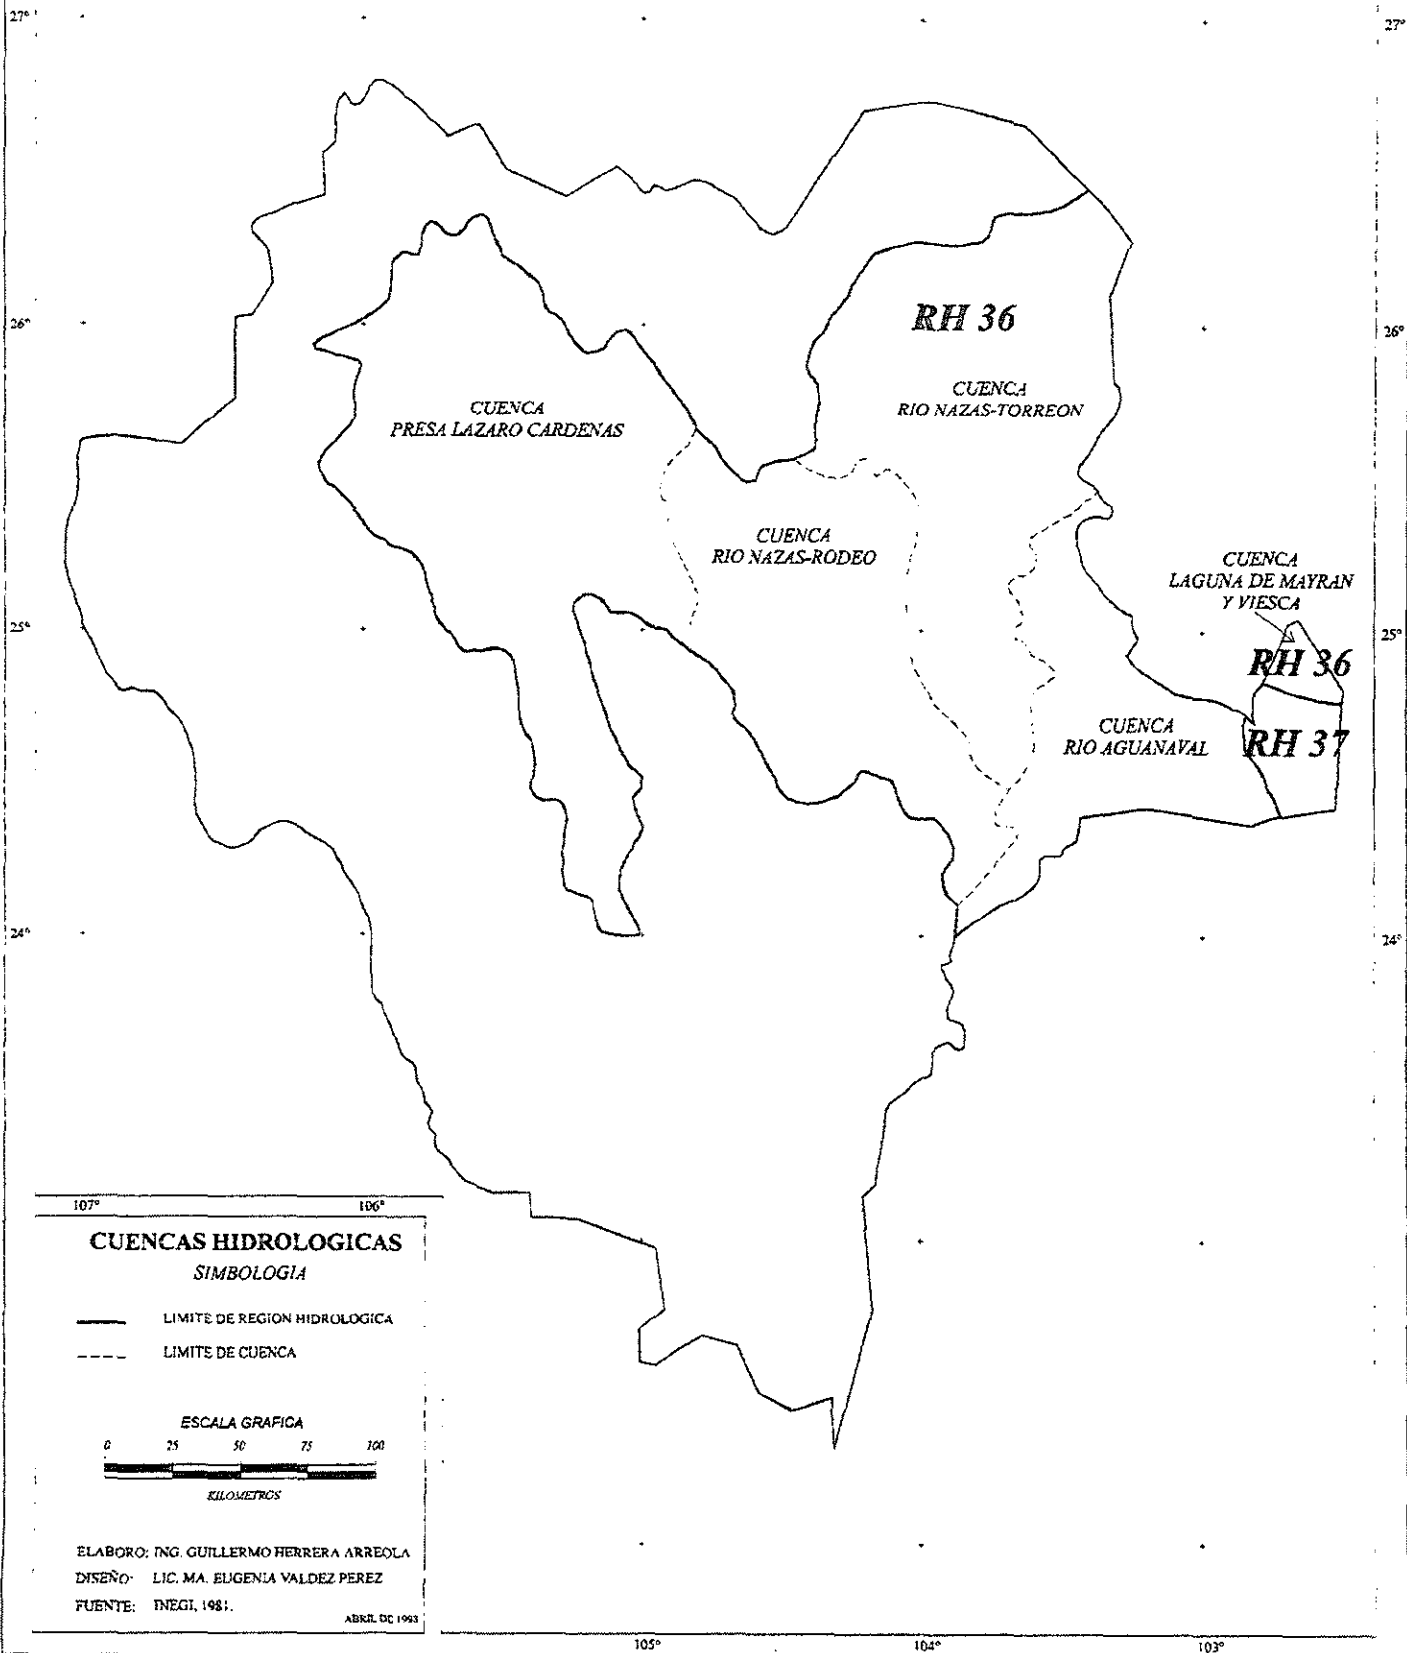 27°
27°
RH 36
26°
26°
CUENCA
RIO NAZAS-TORREON
CUENCA
PRESA LAZARO CARDENAS
CUENCA
RIO NAZAS-RODEO
CUENCA
LAGUNA DE MAYRAN
Y VIESCA
25°
25°
RH 36
CUENCA
RIO AGUANAVAL
RH 37
24°
24°
107°
106°
CUENCAS HIDROLOGICAS
SIMBOLOGIA
LIMITE DE REGION HIDROLOGICA
LIMITE DE CUENCA
ESCALA GRAFICA
0 25 50 75 100
KILOMETROS
ELABORO: ING. GUILLERMO HERRERA ARREOLA
DISEÑO: LIC. MA. EUGENIA VALDEZ PEREZ
FUENTE: INEGI, 1981.
ABRIL DE 1993
105°
104°
103°